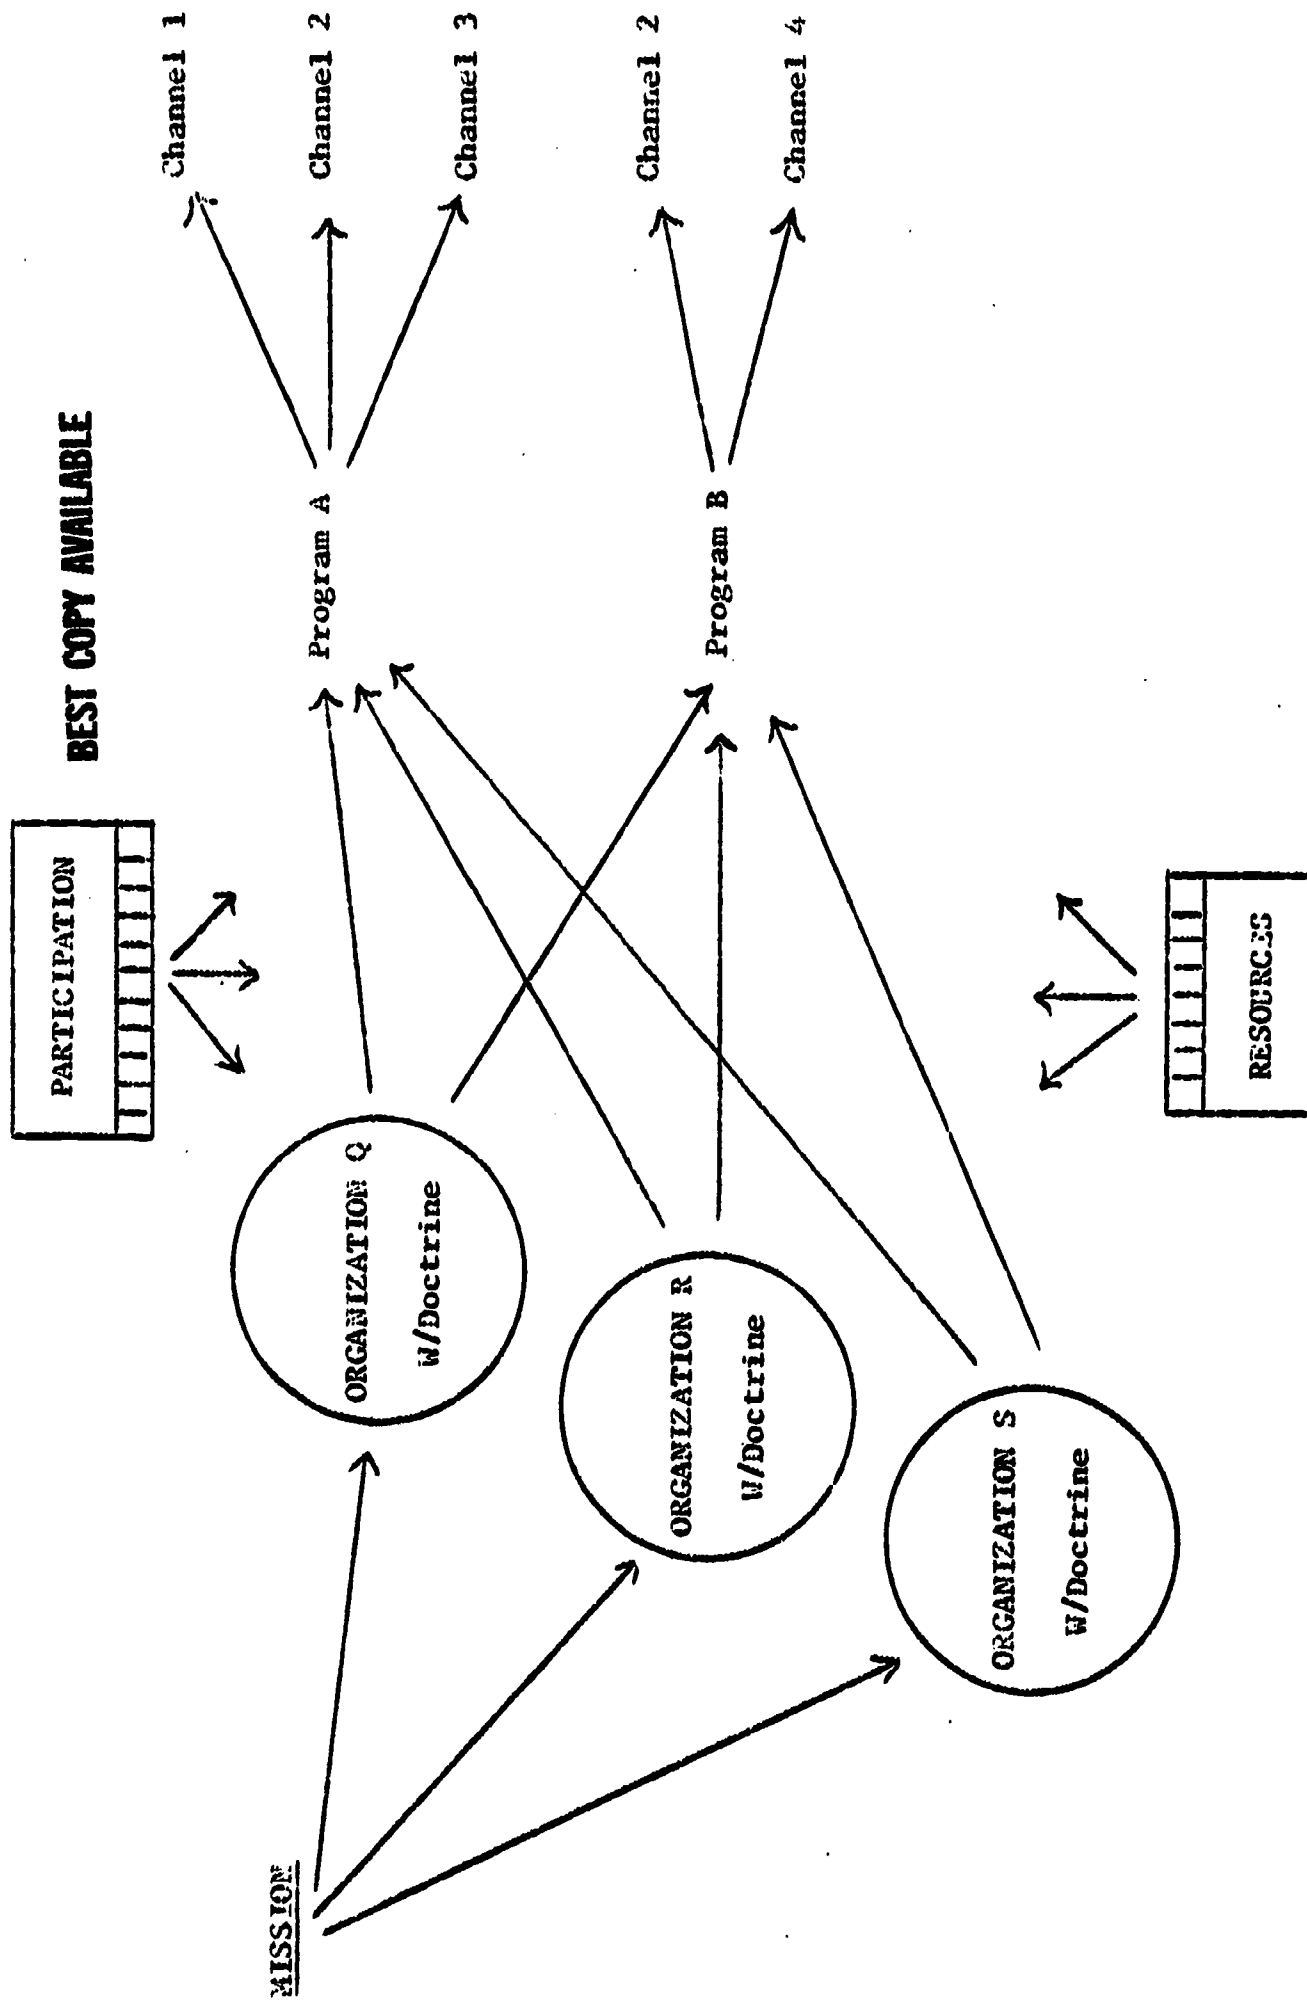 BEST COPY AVAILABLE
PARTICIPATION
MISSION
ORGANIZATION Q
W/Doctrine
ORGANIZATION R
W/Doctrine
ORGANIZATION S
W/Doctrine
Program A
Program B
Channel 1
Channel 2
Channel 3
Channel 2
Channel 4
RESOURCES